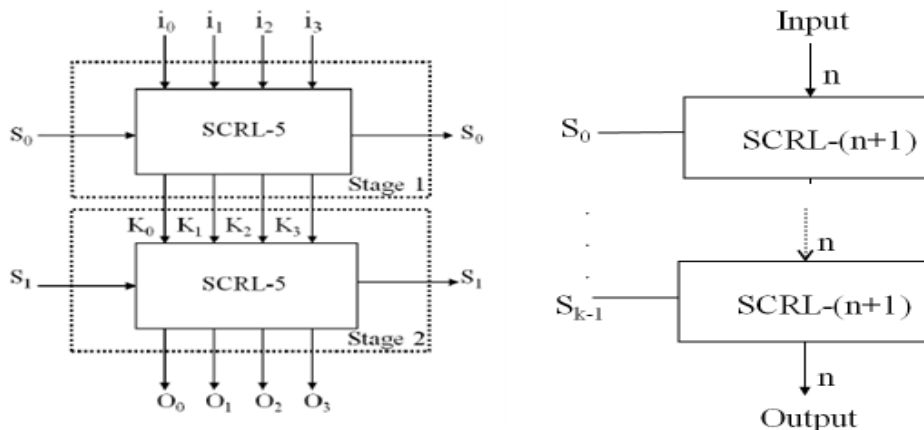 i₀ i₁ i₂ i₃
S₀ SCRL-5 S₀
Stage 1
K₀ K₁ K₂ K₃
S₁ SCRL-5 S₁
Stage 2
O₀ O₁ O₂ O₃
Input
n
S₀ SCRL-(n+1)
n
Sₖ₋₁ SCRL-(n+1)
n
Output